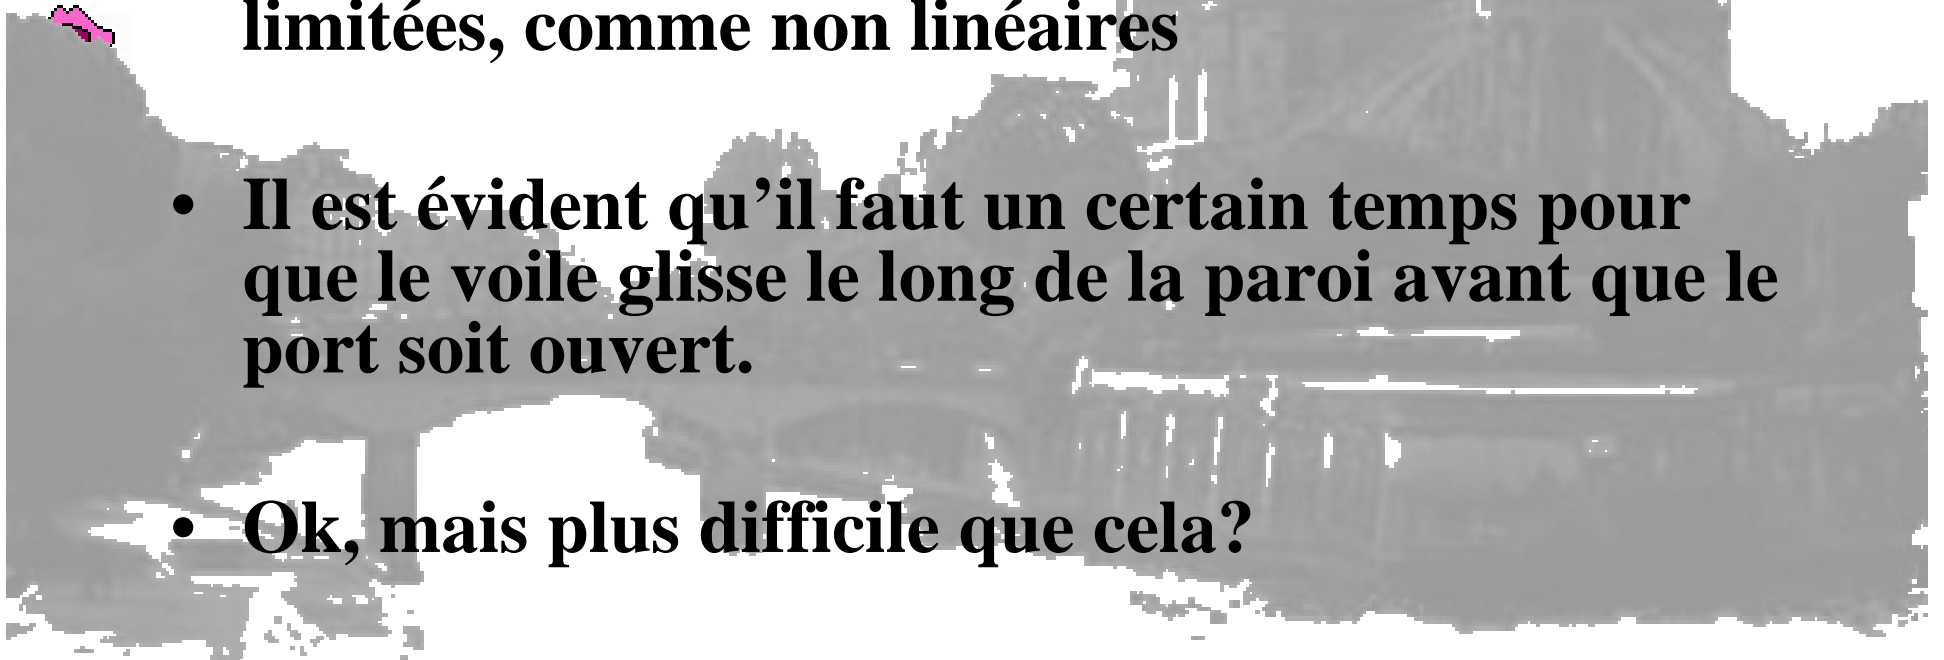 limitées, comme non linéaires
• Il est évident qu’il faut un certain temps pour
que le voile glisse le long de la paroi avant que le
port soit ouvert.
• Ok, mais plus difficile que cela?